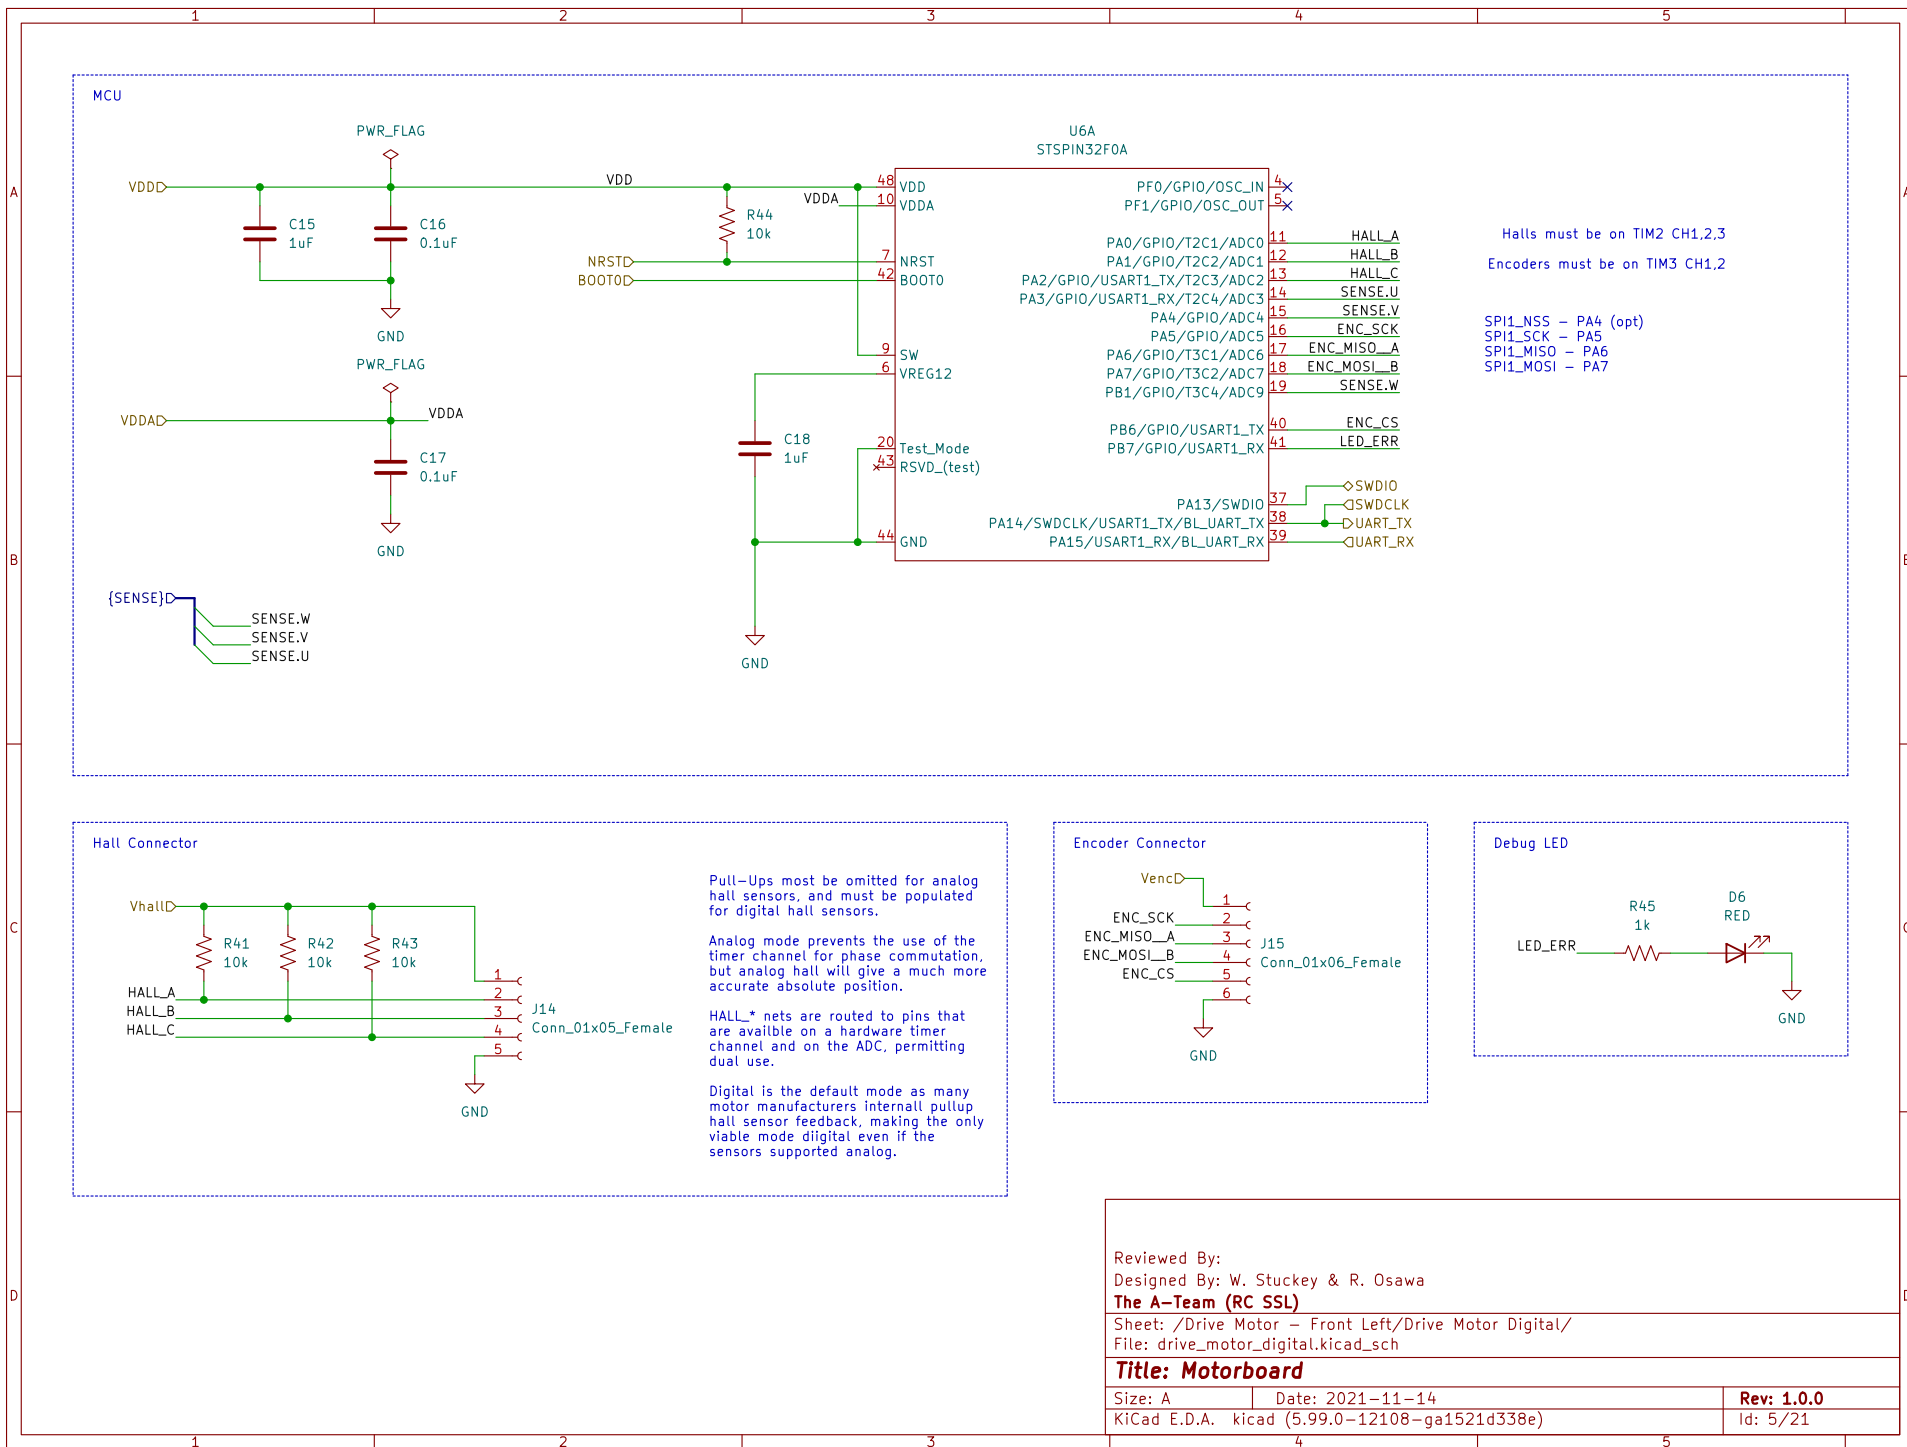 1 2 3 4 5
A
B
C
D
MCU
PWR_FLAG
VDD
VDD
C15
1uF
C16
0.1uF
GND
PWR_FLAG
VDDA
VDDA
C17
0.1uF
GND
{SENSE}
SENSE.W
SENSE.V
SENSE.U
R44
10k
VDDA
NRST
BOOT0
C18
1uF
GND
U6A
STSPIN32F0A
48 VDD
10 VDDA
7 NRST
42 BOOT0
9 SW
6 VREG12
20 Test_Mode
43 RSVD_(test)
44 GND
PF0/GPIO/OSC_IN 4
PF1/GPIO/OSC_OUT 5
PA0/GPIO/T2C1/ADC0 11 HALL_A
PA1/GPIO/T2C2/ADC1 12 HALL_B
PA2/GPIO/USART1_TX/T2C3/ADC2 13 HALL_C
PA3/GPIO/USART1_RX/T2C4/ADC3 14 SENSE.U
PA4/GPIO/ADC4 15 SENSE.V
PA5/GPIO/ADC5 16 ENC_SCK
PA6/GPIO/T3C1/ADC6 17 ENC_MISO__A
PA7/GPIO/T3C2/ADC7 18 ENC_MOSI__B
PB1/GPIO/T3C4/ADC9 19 SENSE.W
PB6/GPIO/USART1_TX 40 ENC_CS
PB7/GPIO/USART1_RX 41 LED_ERR
PA13/SWDIO 37 SWDIO
SWDCLK
PA14/SWDCLK/USART1_TX/BL_UART_TX 38 UART_TX
PA15/USART1_RX/BL_UART_RX 39 UART_RX
Halls must be on TIM2 CH1,2,3
Encoders must be on TIM3 CH1,2
SPI1_NSS - PA4 (opt)
SPI1_SCK - PA5
SPI1_MISO - PA6
SPI1_MOSI - PA7
Hall Connector
Vhall
R41
10k
R42
10k
R43
10k
HALL_A
HALL_B
HALL_C
1
2
3
4
5
J14
Conn_01x05_Female
GND
Pull-Ups most be omitted for analog
hall sensors, and must be populated
for digital hall sensors.
Analog mode prevents the use of the
timer channel for phase commutation,
but analog hall will give a much more
accurate absolute position.
HALL_* nets are routed to pins that
are availble on a hardware timer
channel and on the ADC, permitting
dual use.
Digital is the default mode as many
motor manufacturers internall pullup
hall sensor feedback, making the only
viable mode diigital even if the
sensors supported analog.
Encoder Connector
Venc
ENC_SCK
ENC_MISO__A
ENC_MOSI__B
ENC_CS
1
2
3
4
5
6
J15
Conn_01x06_Female
GND
Debug LED
LED_ERR
R45
1k
D6
RED
GND
Reviewed By:
Designed By: W. Stuckey & R. Osawa
The A-Team (RC SSL)
Sheet: /Drive Motor - Front Left/Drive Motor Digital/
File: drive_motor_digital.kicad_sch
Title: Motorboard
Size: A Date: 2021-11-14 Rev: 1.0.0
KiCad E.D.A. kicad (5.99.0-12108-ga1521d338e) Id: 5/21
1 2 3 4 5